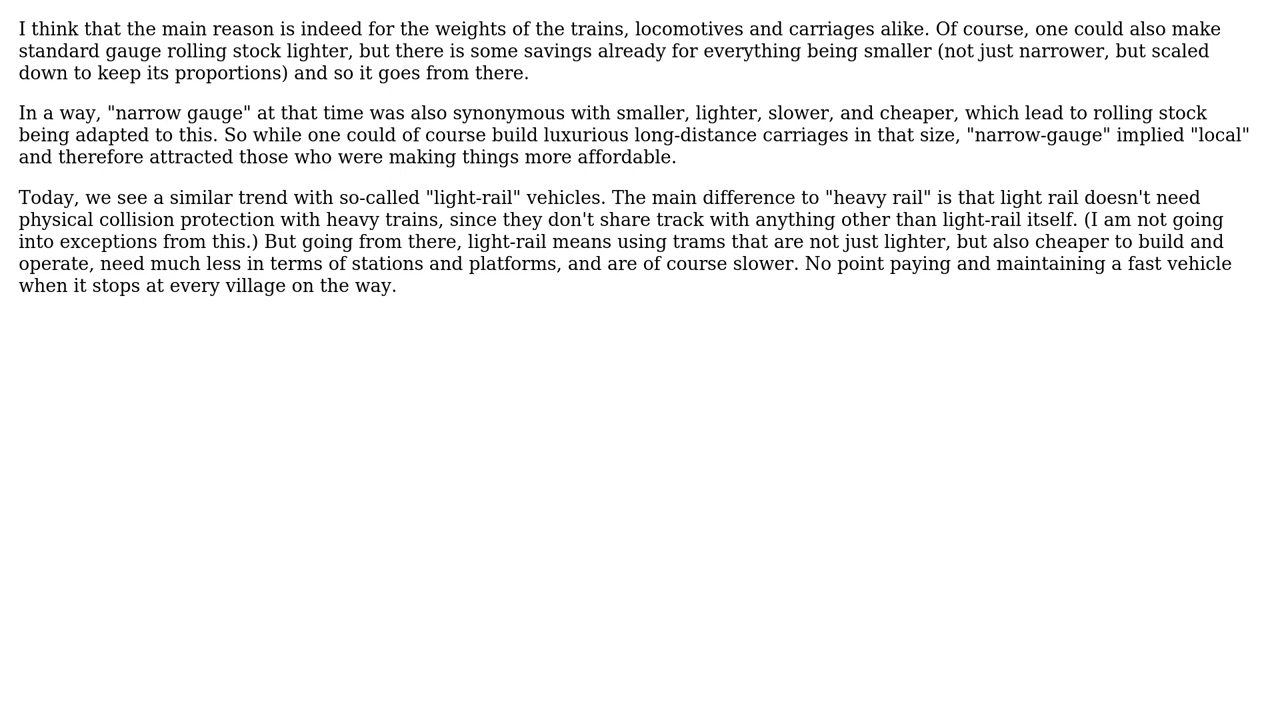 I think that the main reason is indeed for the weights of the trains, locomotives and carriages alike. Of course, one could also make
standard gauge rolling stock lighter, but there is some savings already for everything being smaller (not just narrower, but scaled
down to keep its proportions) and so it goes from there.
In a way, "narrow gauge" at that time was also synonymous with smaller, lighter, slower, and cheaper, which lead to rolling stock
being adapted to this. So while one could of course build luxurious long-distance carriages in that size, "narrow-gauge" implied "local"
and therefore attracted those who were making things more affordable.
Today, we see a similar trend with so-called "light-rail" vehicles. The main difference to "heavy rail" is that light rail doesn't need
physical collision protection with heavy trains, since they don't share track with anything other than light-rail itself. (I am not going
into exceptions from this.) But going from there, light-rail means using trams that are not just lighter, but also cheaper to build and
operate, need much less in terms of stations and platforms, and are of course slower. No point paying and maintaining a fast vehicle
when it stops at every village on the way.